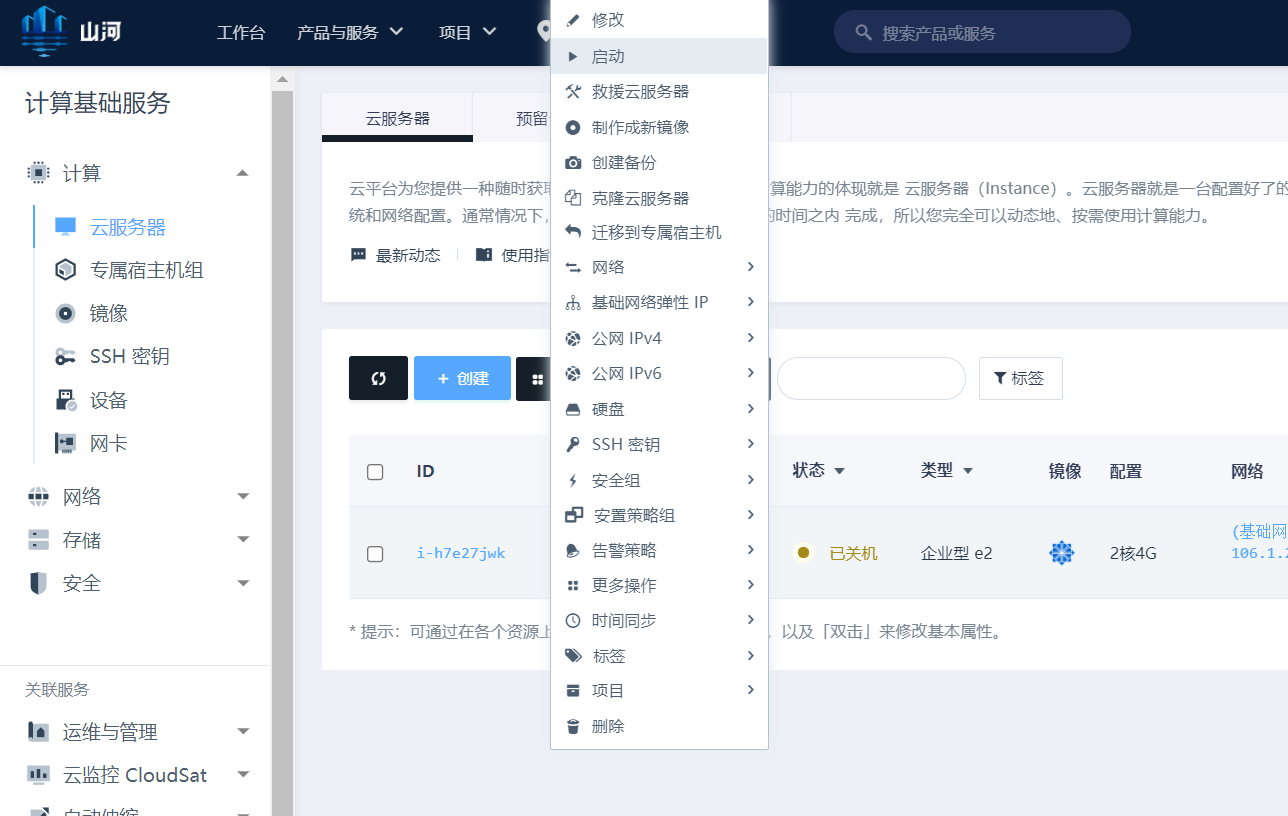 山河
工作台
产品与服务
项目
搜索产品或服务
计算基础服务
计算
云服务器
专属宿主机组
镜像
SSH 密钥
设备
网卡
网络
存储
安全
关联服务
运维与管理
云监控 CloudSat
自动伸缩
云服务器
预留
云平台为您提供一种随时获取
算能力的体现就是 云服务器（Instance）。云服务器就是一台配置好了的
统和网络配置。通常情况下，
的时间之内 完成，所以您完全可以动态地、按需使用计算能力。
最新动态
使用指
+ 创建
标签
ID
状态
类型
镜像
配置
网络
i-h7e27jwk
已关机
企业型 e2
2核4G
(基础网
106.1.2
* 提示：可通过在各个资源上
，以及「双击」来修改基本属性。
修改
启动
救援云服务器
制作成新镜像
创建备份
克隆云服务器
迁移到专属宿主机
网络
基础网络弹性 IP
公网 IPv4
公网 IPv6
硬盘
SSH 密钥
安全组
安置策略组
告警策略
更多操作
时间同步
标签
项目
删除